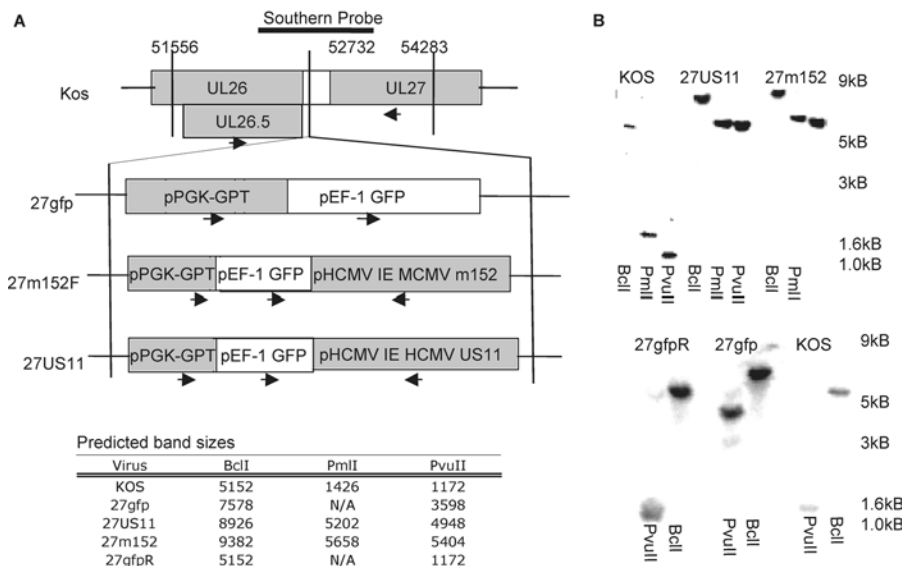 A
Southern Probe
51556 52732 54283
Kos
UL26 UL27
UL26.5
27gfp pPGK-GPT pEF-1 GFP
27m152F pPGK-GPT pEF-1 GFP pHCMV IE MCMV m152
27US11 pPGK-GPT pEF-1 GFP pHCMV IE HCMV US11
Predicted band sizes
Virus BclI PmlI PvuII
KOS 5152 1426 1172
27gfp 7578 N/A 3598
27US11 8926 5202 4948
27m152 9382 5658 5404
27gfpR 5152 N/A 1172
B
KOS 27US11 27m152
9kB
5kB
3kB
1.6kB
1.0kB
BclI PmlI PvuII BclI PmlI PvuII BclI PmlI
27gfpR 27gfp KOS
9kB
5kB
3kB
1.6kB
1.0kB
PvuII BclI PvuII BclI PvuII BclI